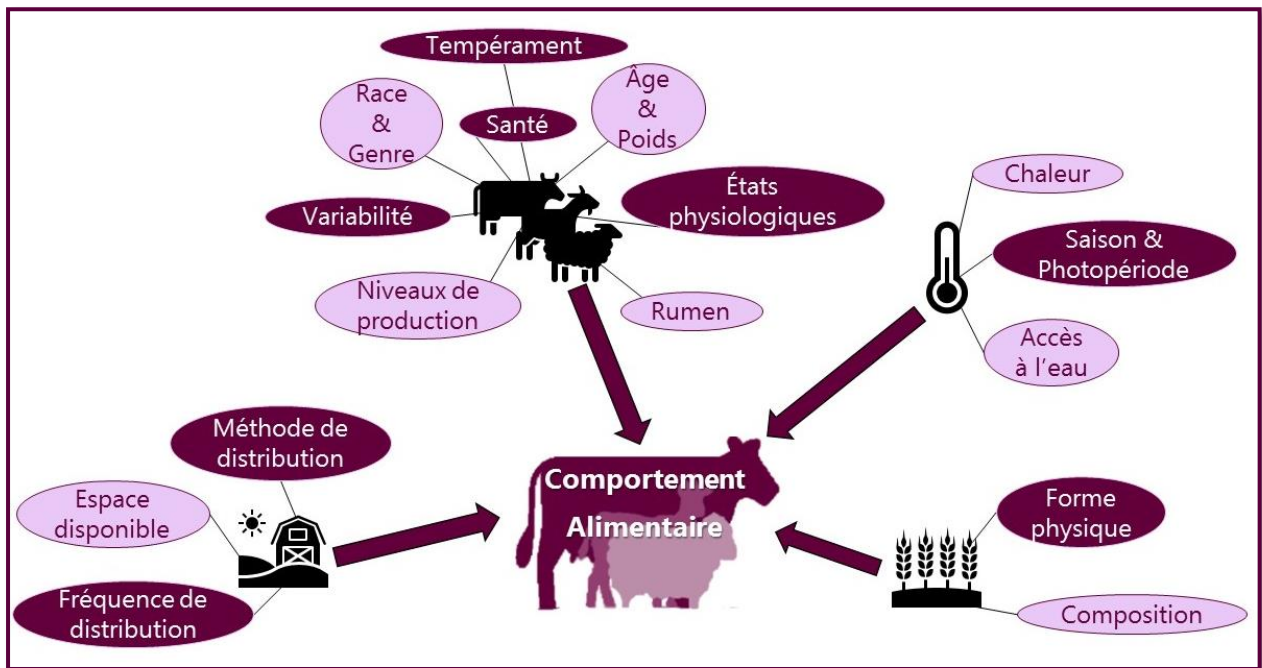 Tempérament
Race
&
Genre
Santé
Âge
&
Poids
Variabilité
États
physiologiques
Niveaux de
production
Rumen
Chaleur
Saison &
Photopériode
Accès
à l'eau
Méthode de
distribution
Espace
disponible
Fréquence de
distribution
Comportement
Alimentaire
Forme
physique
Composition